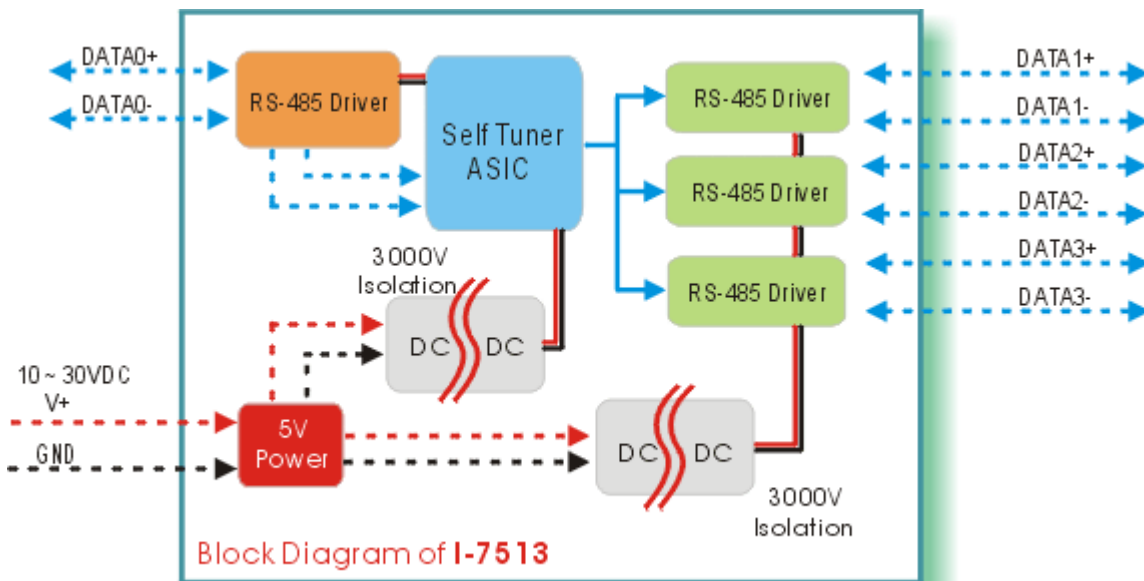 DATA0+
DATA0-
RS-485 Driver
Self Tuner
ASIC
RS-485 Driver
RS-485 Driver
RS-485 Driver
DATA1+
DATA1-
DATA2+
DATA2-
DATA3+
DATA3-
3000V
Isolation
DC DC
10~30VDC
V+
GND
5V
Power
DC DC
3000V
Isolation
Block Diagram of I-7513